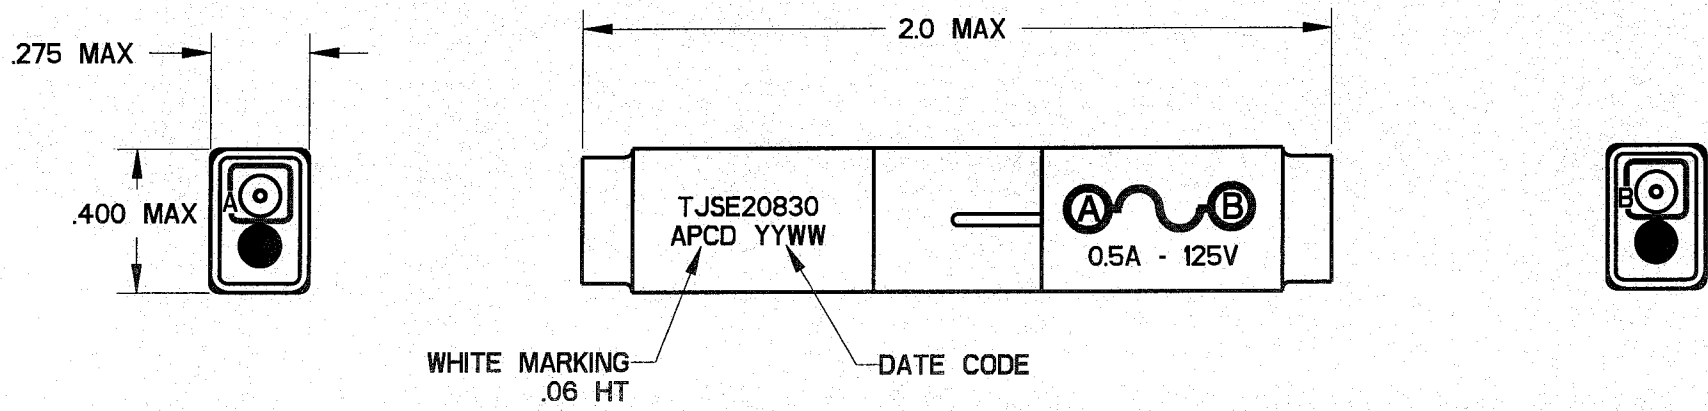 2.0 MAX
.275 MAX
.400 MAX
A
TJSE20830
APCD YYWW
A B
0.5A - 125V
B
WHITE MARKING
.06 HT
DATE CODE